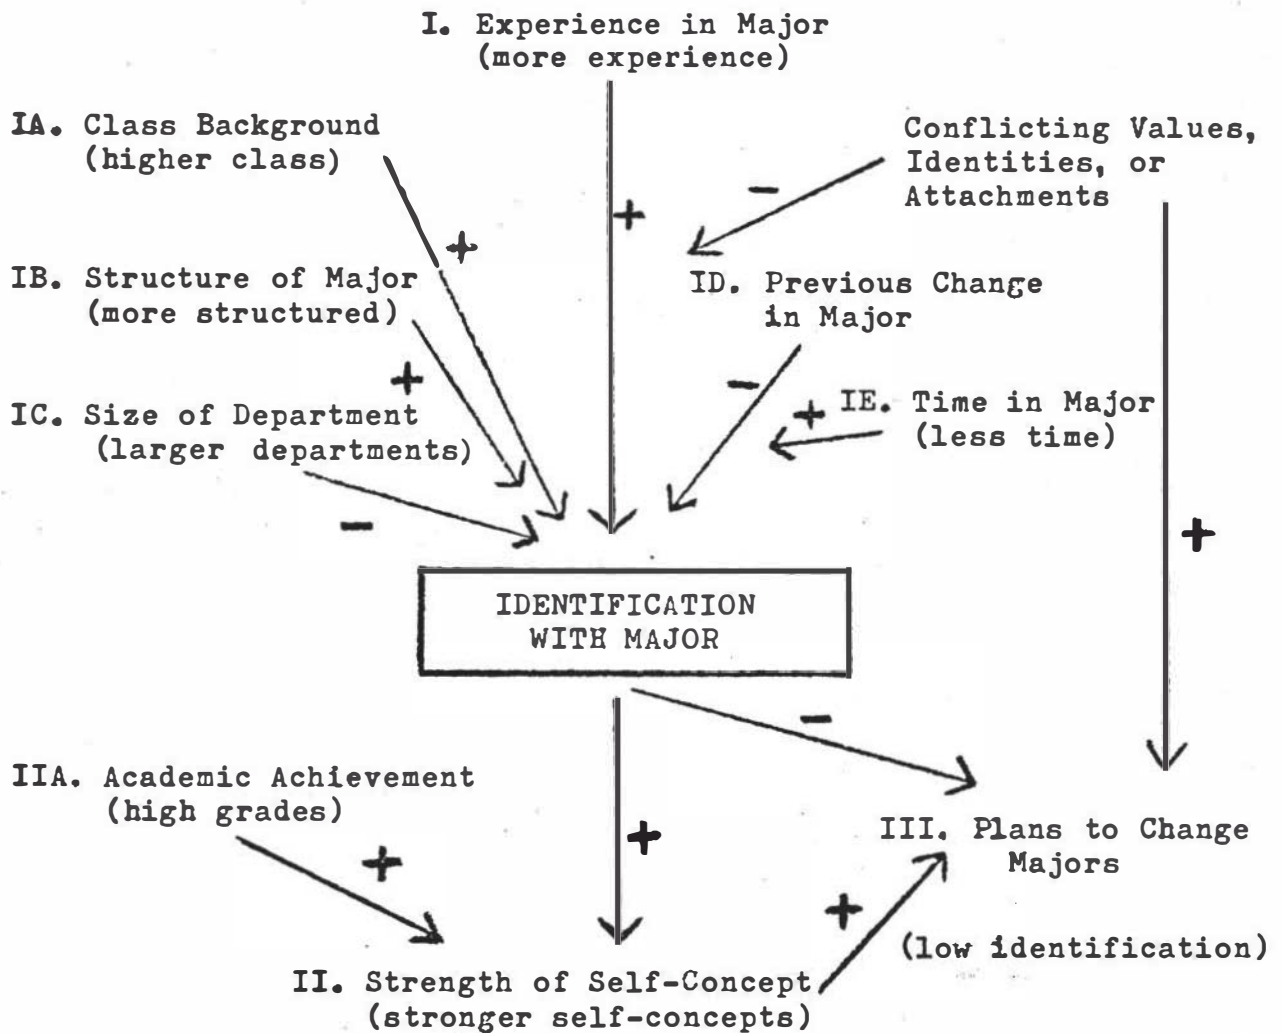 I. Experience in Major
(more experience)
IA. Class Background
(higher class)
Conflicting Values,
Identities, or
Attachments
-
+
+
IB. Structure of Major
(more structured)
ID. Previous Change
in Major
+
-
IC. Size of Department
(larger departments)
+
IE. Time in Major
(less time)
-
+
IDENTIFICATION
WITH MAJOR
-
IIA. Academic Achievement
(high grades)
+
+
III. Plans to Change
Majors
+
(low identification)
II. Strength of Self-Concept
(stronger self-concepts)